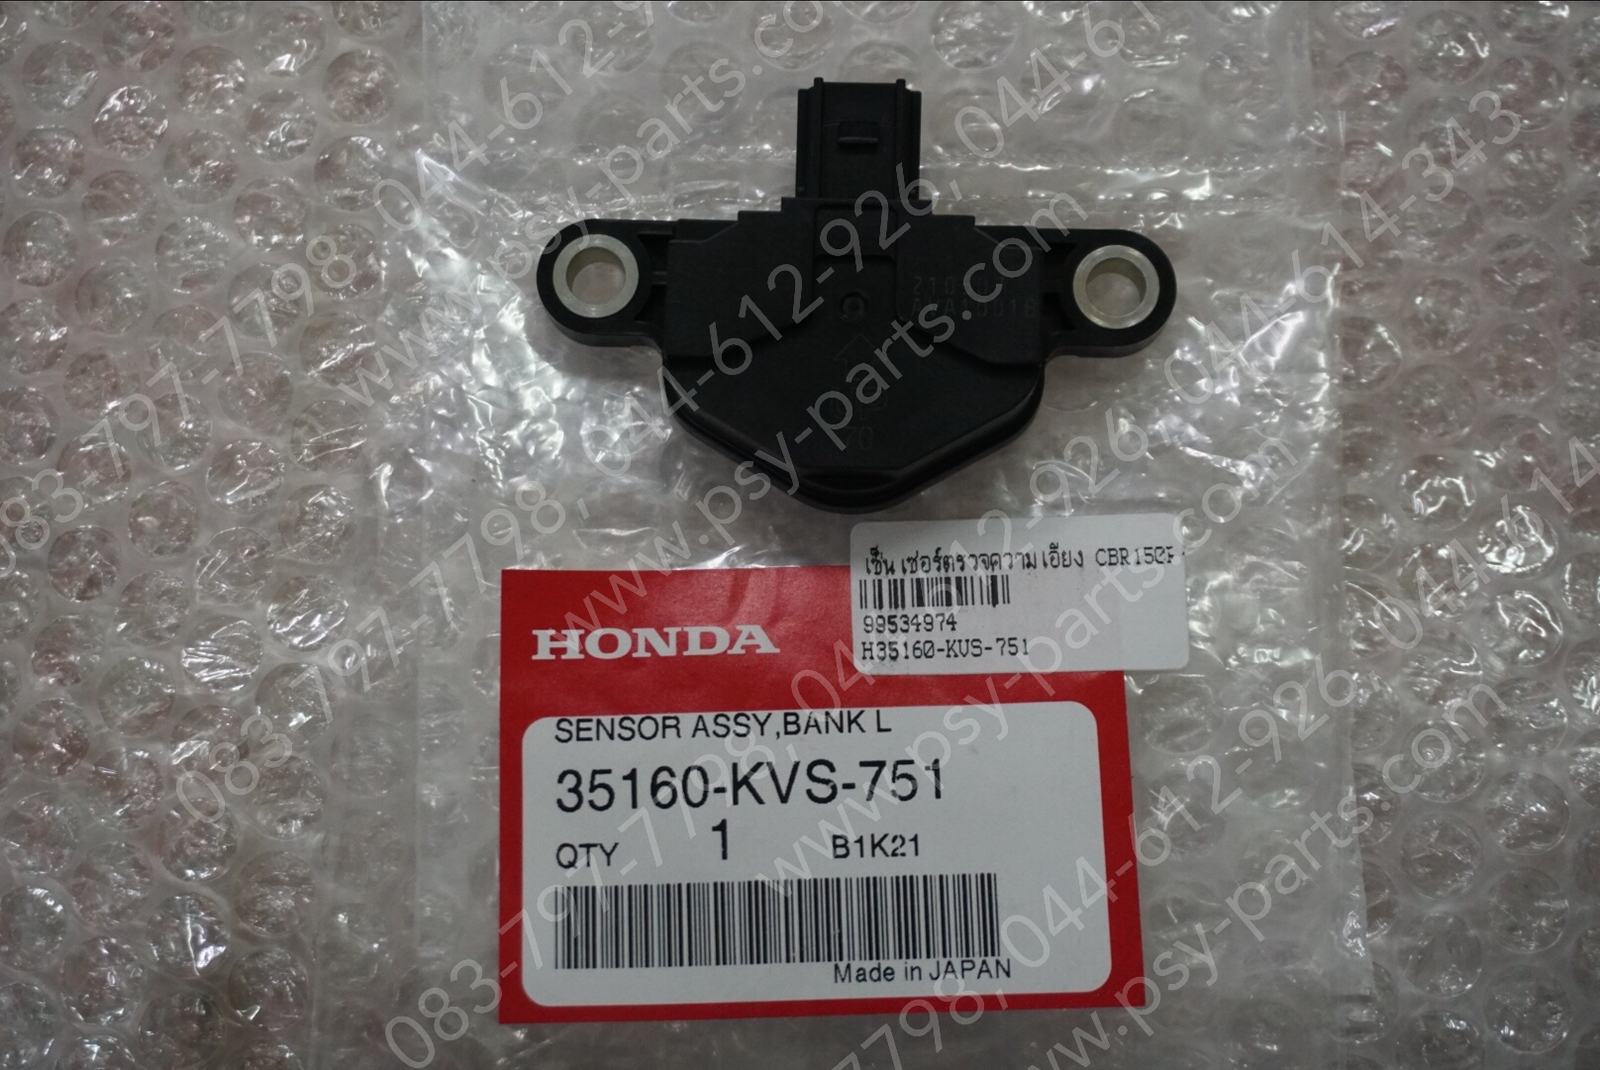 เซ็นเซอร์ตรวจความเอียง CBR150R
99534974
H35160-KVS-751
HONDA
SENSOR ASSY,BANK L
35160-KVS-751
QTY 1 B1K21
Made in JAPAN
083-797-7798, 044-612-926, 044-614-343
www.psy-parts.com